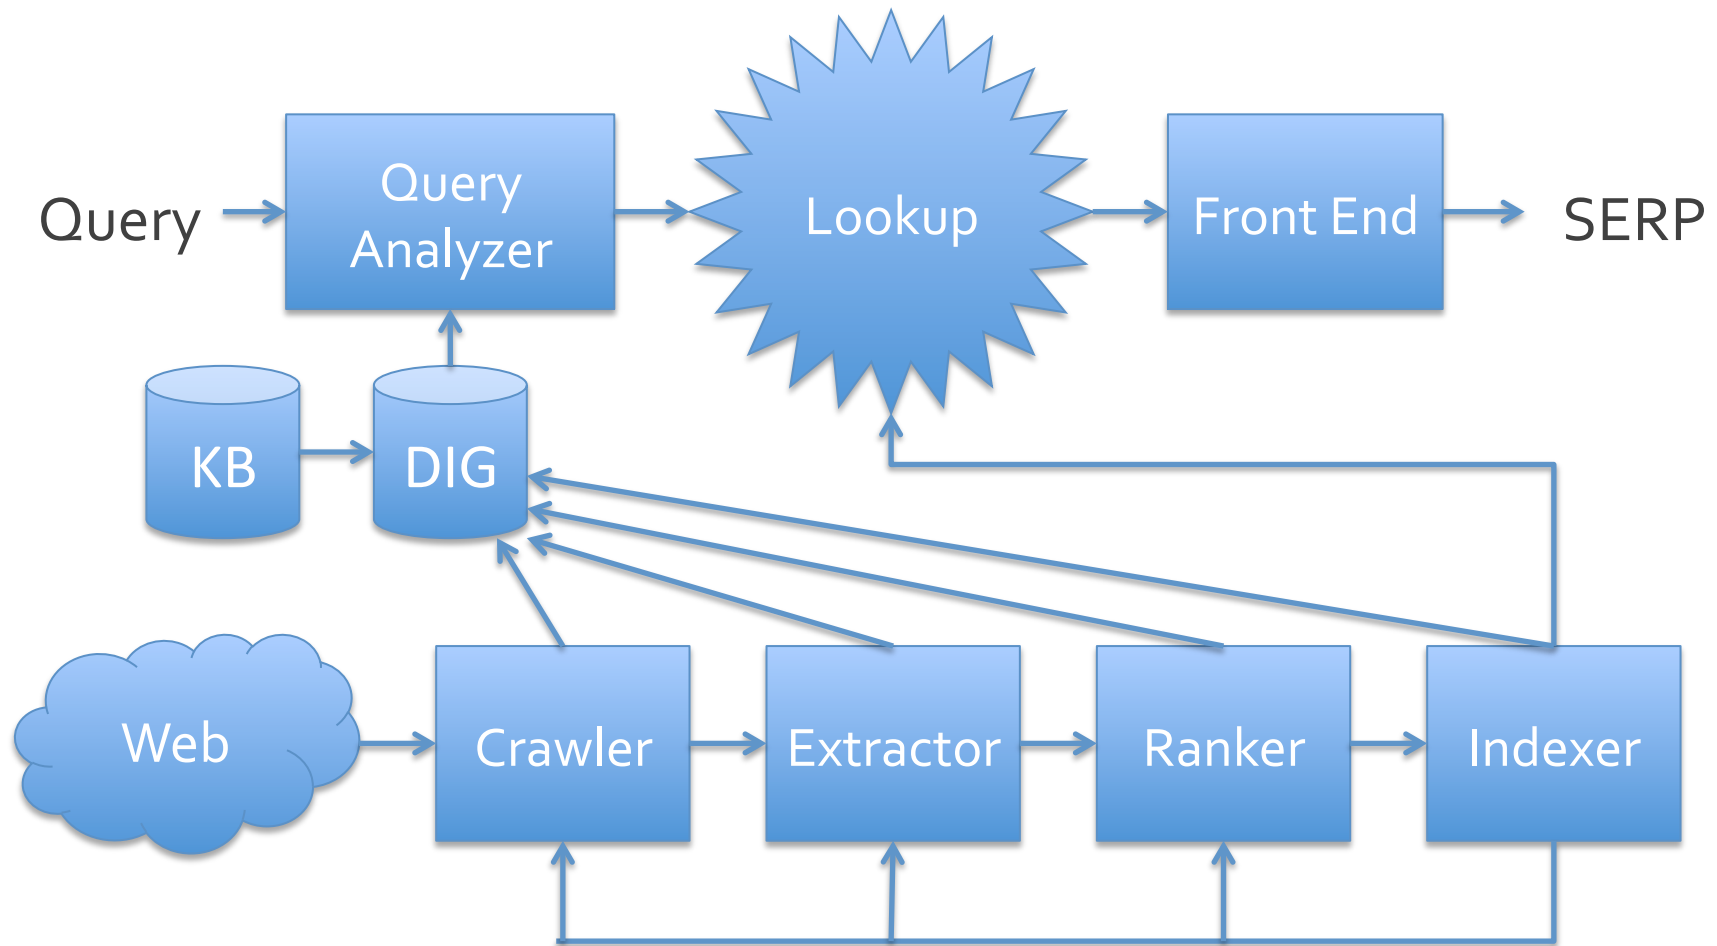 Query
Query
Analyzer
Lookup
Front End
SERP
KB
DIG
Web
Crawler
Extractor
Ranker
Indexer